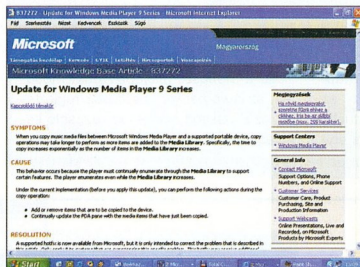 837272 - Update for Windows Media Player 9 Series - Microsoft Internet Explorer
Fájl Szerkesztés Nézet Kedvencek Eszközök Súgó
Microsoft
Magyarország
Microsoft Knowledge Base Article - 837272
Update for Windows Media Player 9 Series
SYMPTOMS
When you copy music media files between Microsoft Windows Media Player and a supported portable device, copy
operations may take longer to perform as more items are added to the Media Library. Specifically, the time to
copy increases exponentially as the number of items in the Media Library increases.
CAUSE
This behavior occurs because the player must continually enumerate through the Media Library to support
certain features. The player enumerates even while the Media Library increases.
Under the current implementation (before you apply this update), you can perform the following actions during the
copy operation:
Add or remove items that are to be copied to the device.
Continually update the PDA pane with the media items that have just been copied.
RESOLUTION
A supported hotfix is now available from Microsoft, but it is only intended to correct the problem that is described in
Megjegyzések
Support Centers
Windows Media Player
General Info
Contact Microsoft
Support Options, Phone
Numbers, and Online Support
Customer Services
Customer Care, Product
Purchasing, Site and
Production Information
Support Webcasts
Online Presentations, Live and
Recorded, on Microsoft
Products by Microsoft Experts
Start